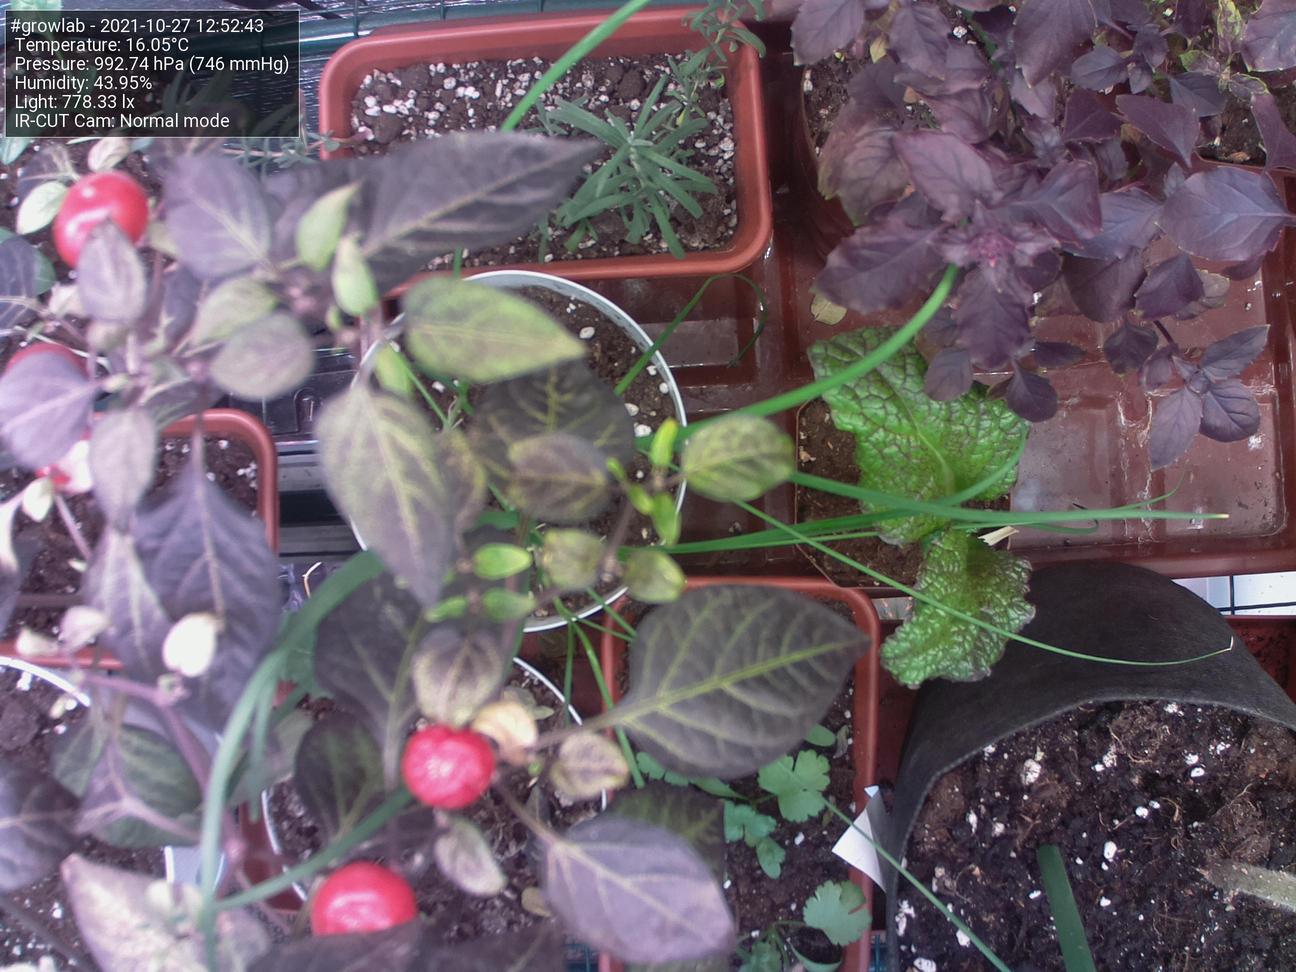 #growlab - 2021-10-27 12:52:43
Temperature: 16.05°C
Pressure: 992.74 hPa (746 mmHg)
Humidity: 43.95%
Light: 778.33 lx
IR-CUT Cam: Normal mode